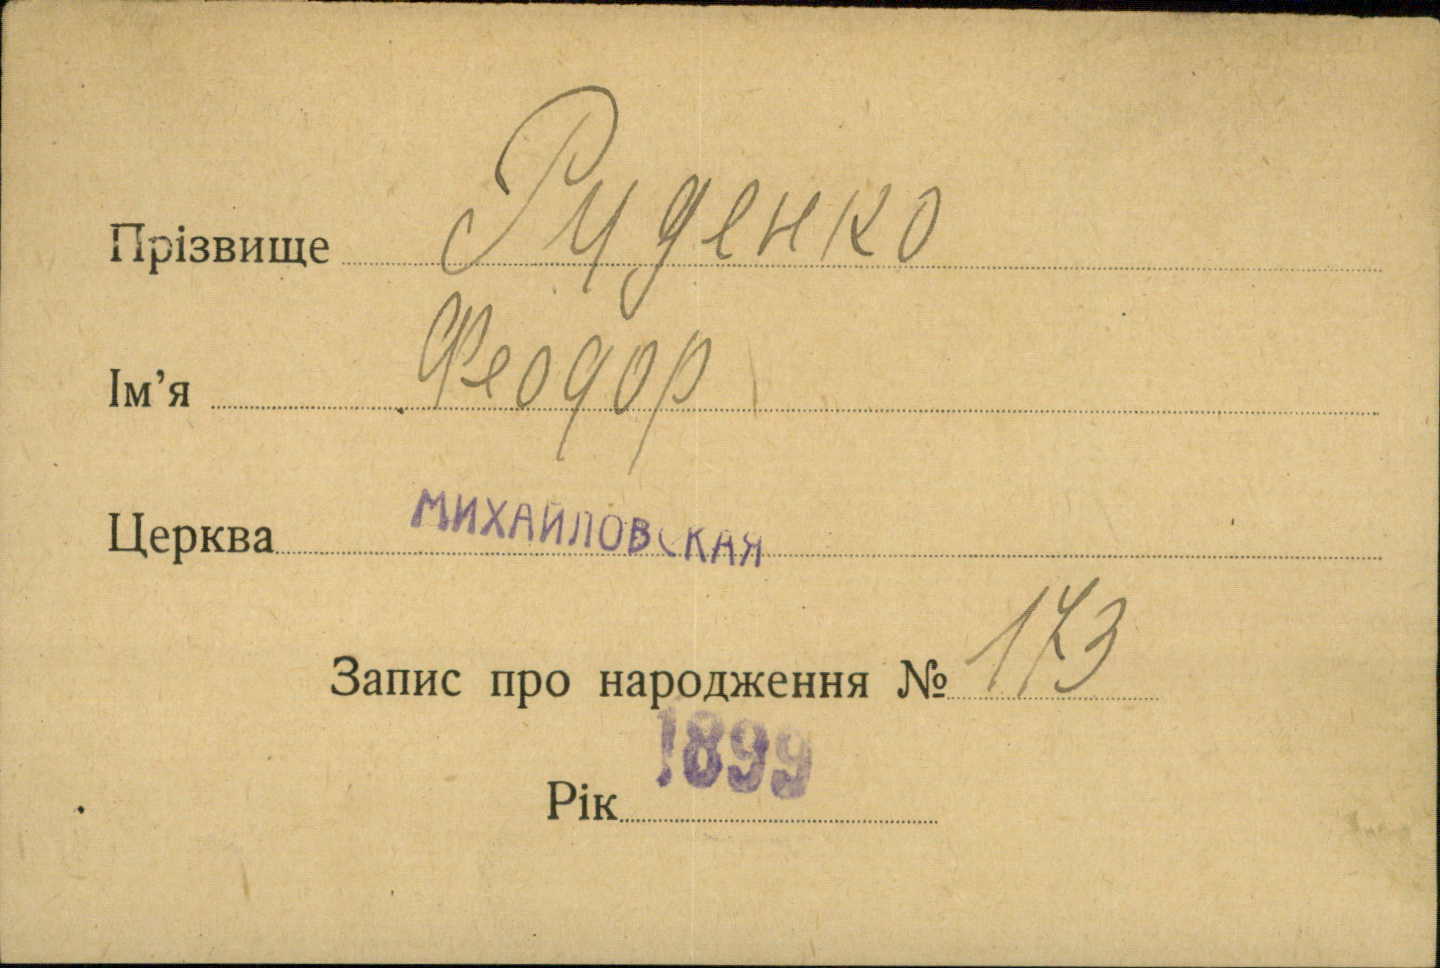 Прізвище Руденко
Ім'я Феодор
Церква МИХАЙЛОВСКАЯ
Запис про народження № 173
Рік 1899